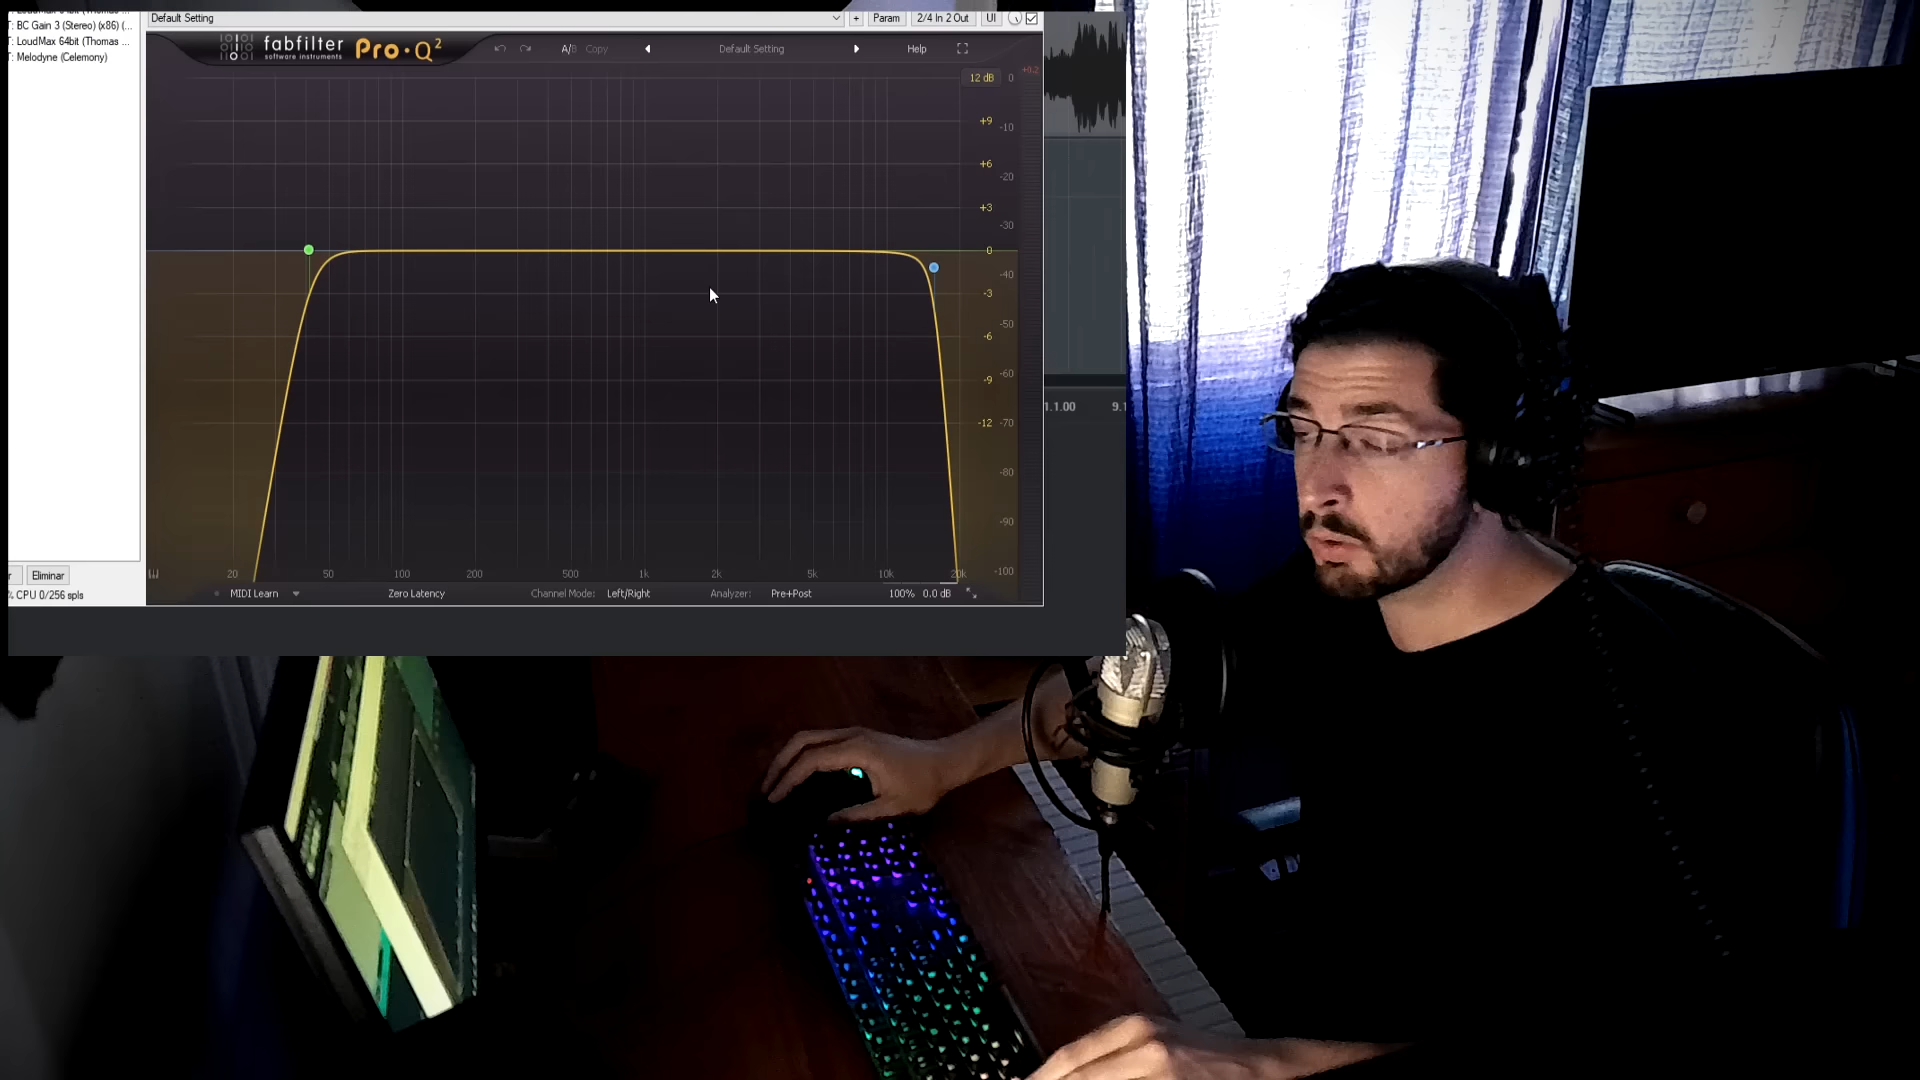 Default Setting
+
Param
2/4 In 2 Out
UI
T: BC Gain 3 (Stereo) (x86) (...
T: LoudMax 64bit (Thomas ...
T: Melodyne (Celemony)
fabfilter
software instruments
Pro·Q²
A/B
Copy
Default Setting
Help
12 dB
0
+0.2
+9
-10
+6
-20
+3
-30
0
-40
-3
-50
-6
-60
-9
-12
-70
-80
-90
-100
20
50
100
200
500
1k
2k
5k
10k
20k
1.1.00
9.1
Eliminar
% CPU 0/256 spls
MIDI Learn
Zero Latency
Channel Mode:
Left/Right
Analyzer:
Pre+Post
100%
0.0 dB